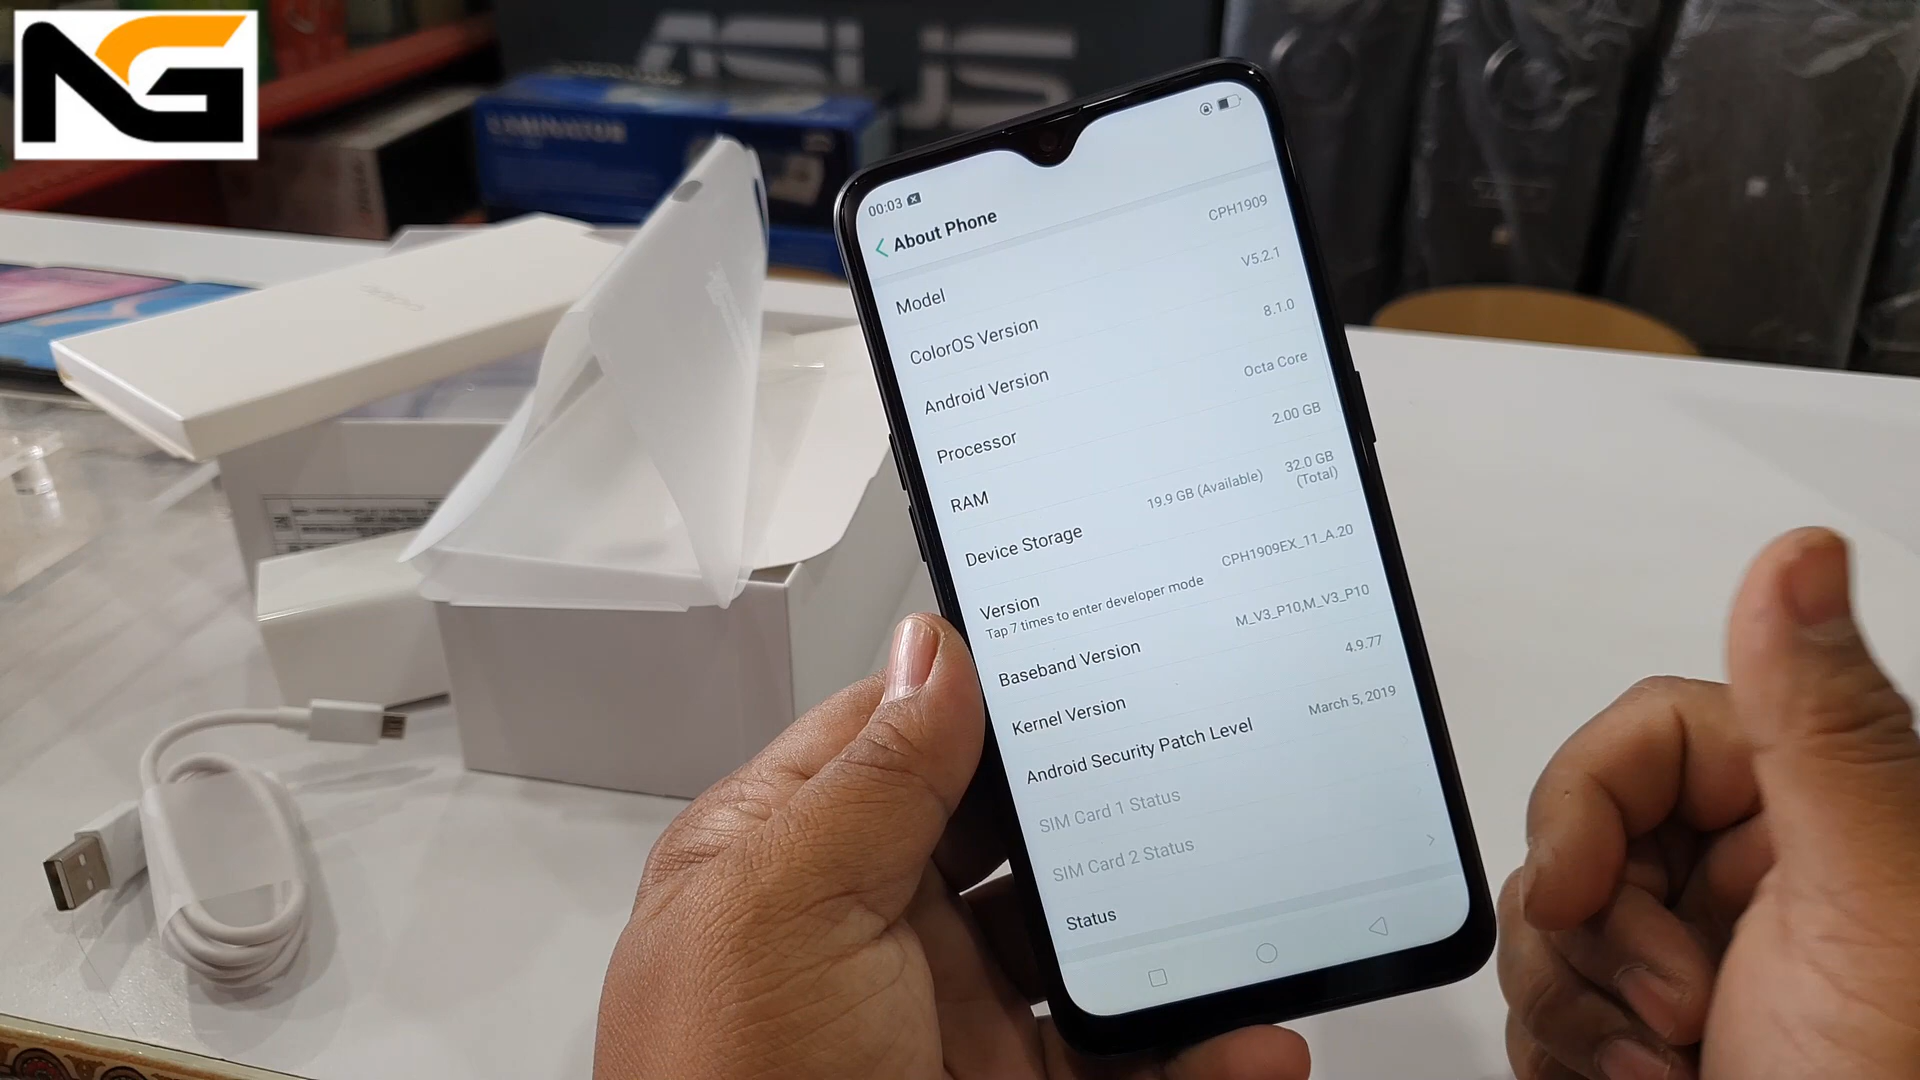 NG
ASUS
LAMINATOR
oppo
00:03
About Phone
Model CPH1909
ColorOS Version V5.2.1
Android Version 8.1.0
Processor Octa Core
RAM 2.00 GB
Device Storage 19.9 GB (Available) 32.0 GB
(Total)
Version CPH1909EX_11_A.20
Tap 7 times to enter developer mode
Baseband Version M_V3_P10,M_V3_P10
Kernel Version 4.9.77
Android Security Patch Level March 5, 2019
SIM Card 1 Status
SIM Card 2 Status
Status